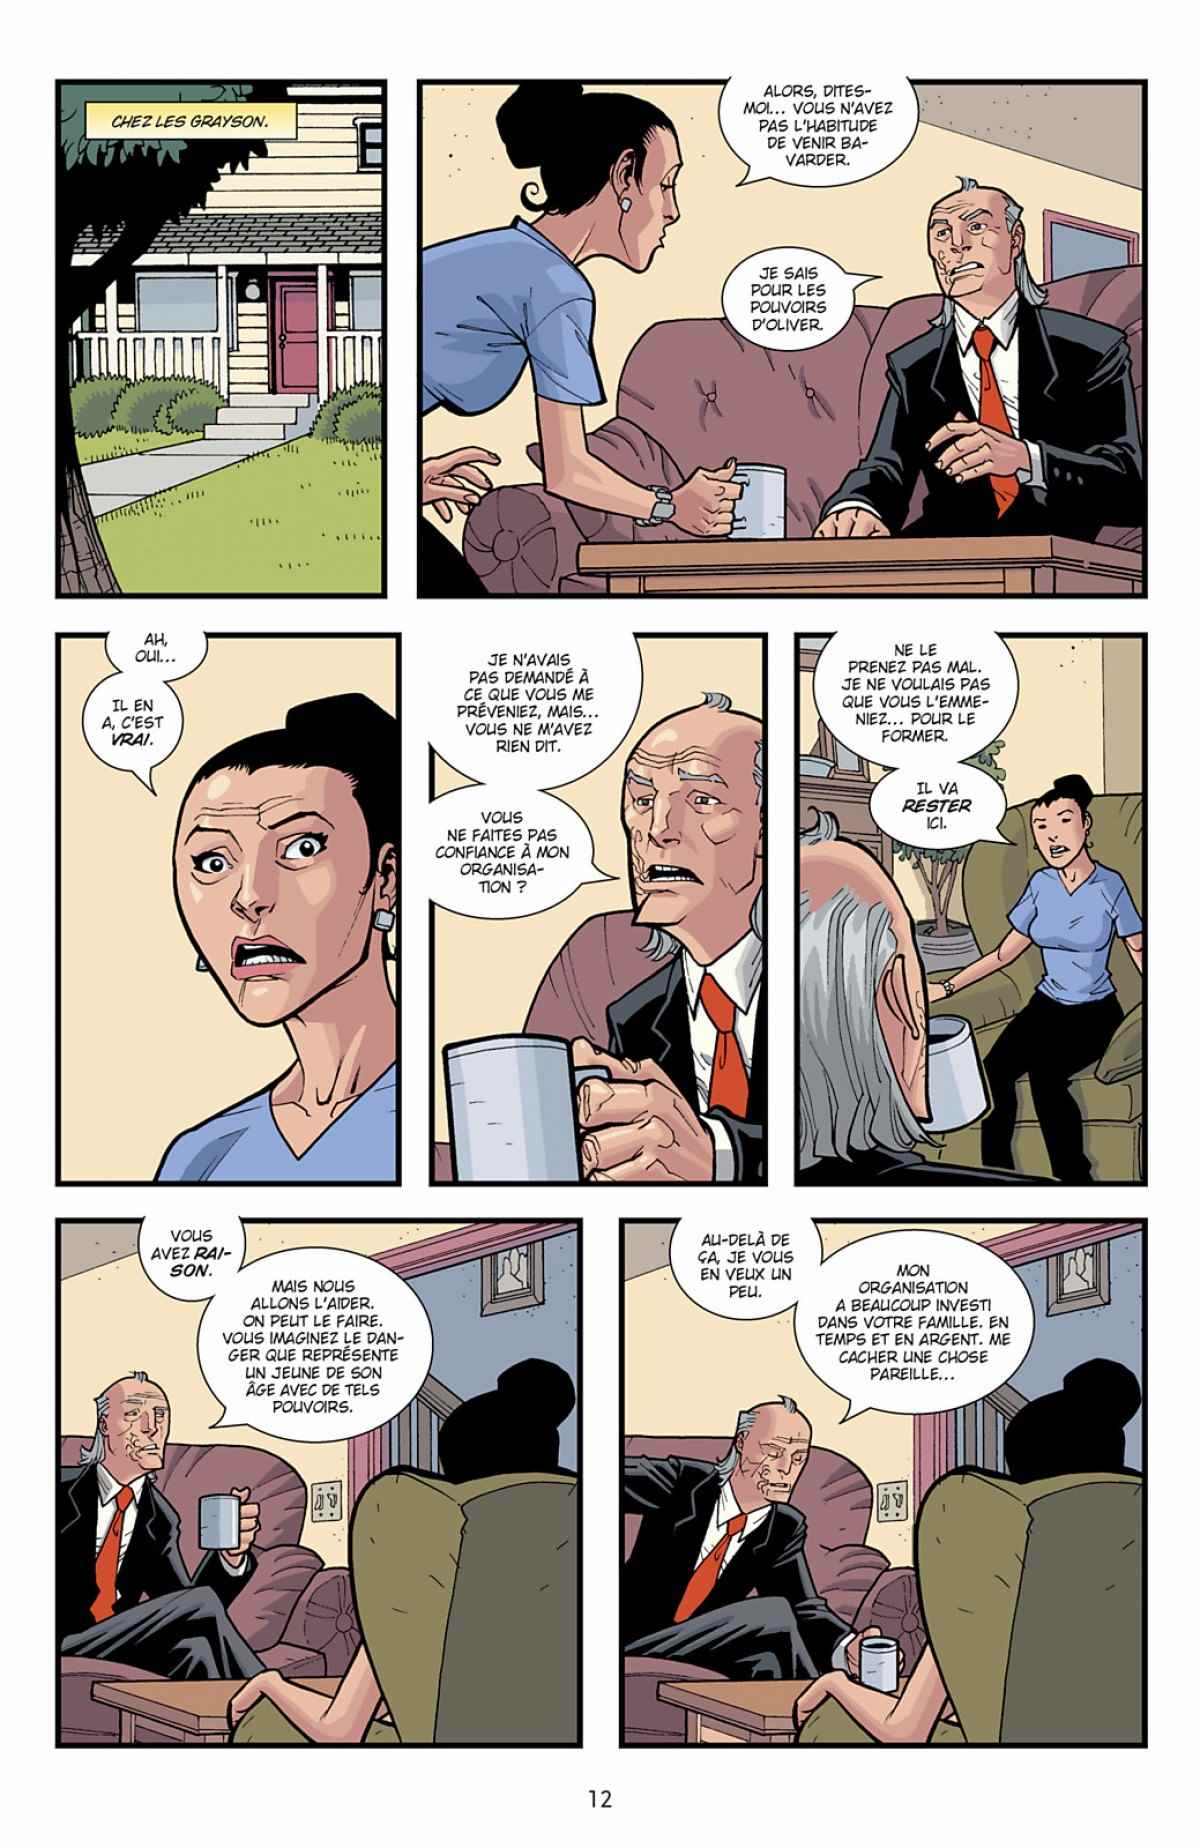 CHEZ LES GRAYSON.
ALORS, DITES-
MOI... VOUS N'AVEZ
PAS L'HABITUDE
DE VENIR BA-
VARDER.
JE SAIS
POUR LES
POUVOIRS
D'OLIVER.
AH,
OUI...
IL EN
A, C'EST
VRAI.
JE N'AVAIS
PAS DEMANDÉ À
CE QUE VOUS ME
PRÉVENIEZ, MAIS...
VOUS NE M'AVEZ
RIEN DIT.
VOUS
NE FAITES PAS
CONFIANCE À MON
ORGANISA-
TION ?
NE LE
PRENEZ PAS MAL.
JE NE VOULAIS PAS
QUE VOUS L'EMME-
NIEZ... POUR LE
FORMER.
IL VA
RESTER
ICI.
VOUS
AVEZ RAI-
SON.
MAIS NOUS
ALLONS L'AIDER.
ON PEUT LE FAIRE.
VOUS IMAGINEZ LE DAN-
GER QUE REPRÉSENTE
UN JEUNE DE SON
ÂGE AVEC DE TELS
POUVOIRS.
AU-DELÀ DE
ÇA, JE VOUS
EN VEUX UN
PEU.
MON
ORGANISATION
A BEAUCOUP INVESTI
DANS VOTRE FAMILLE. EN
TEMPS ET EN ARGENT. ME
CACHER UNE CHOSE
PAREILLE...
12